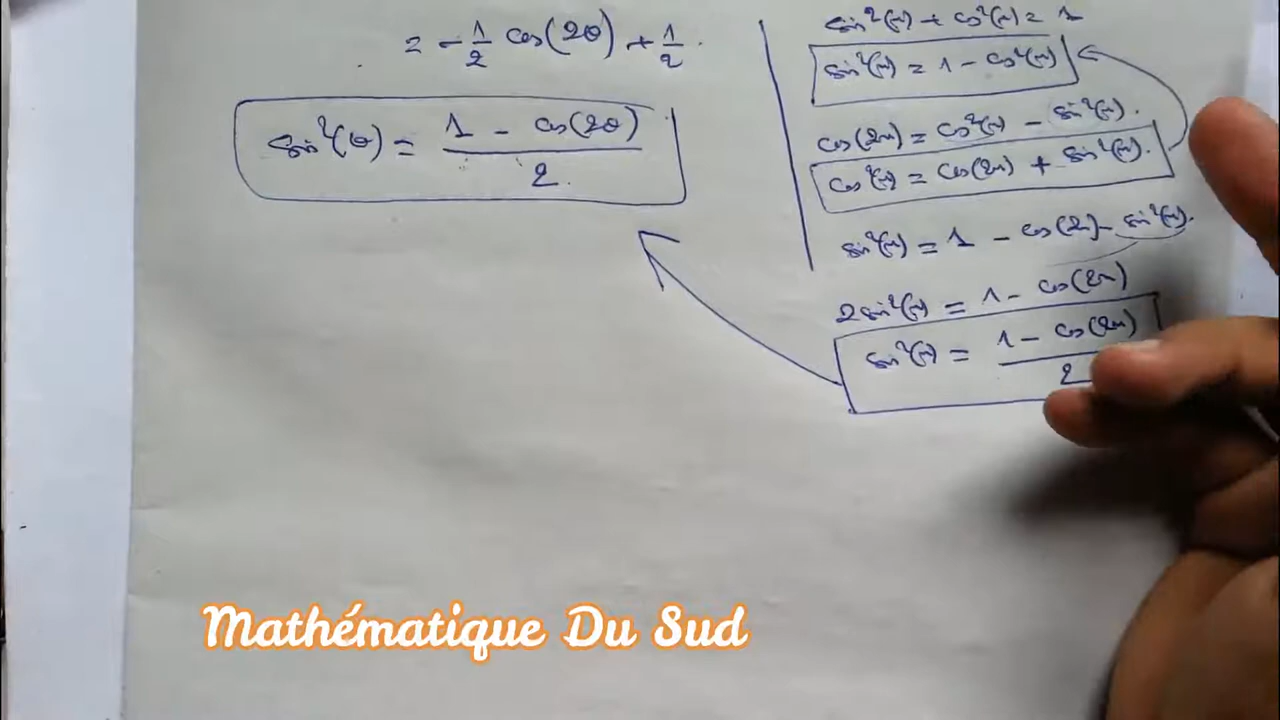 = - 1/2 cos(2θ) + 1/2.
sin²(θ) = (1 - cos(2θ))/2.
sin²(x) + cos²(x) = 1
sin²(x) = 1 - cos²(x)
cos(2x) = cos²(x) - sin²(x).
cos²(x) = cos(2x) + sin²(x).
sin²(x) = 1 - cos(2x) - sin²(x).
2sin²(x) = 1 - cos(2x)
sin²(x) = (1 - cos(2x))/2
Mathématique Du Sud